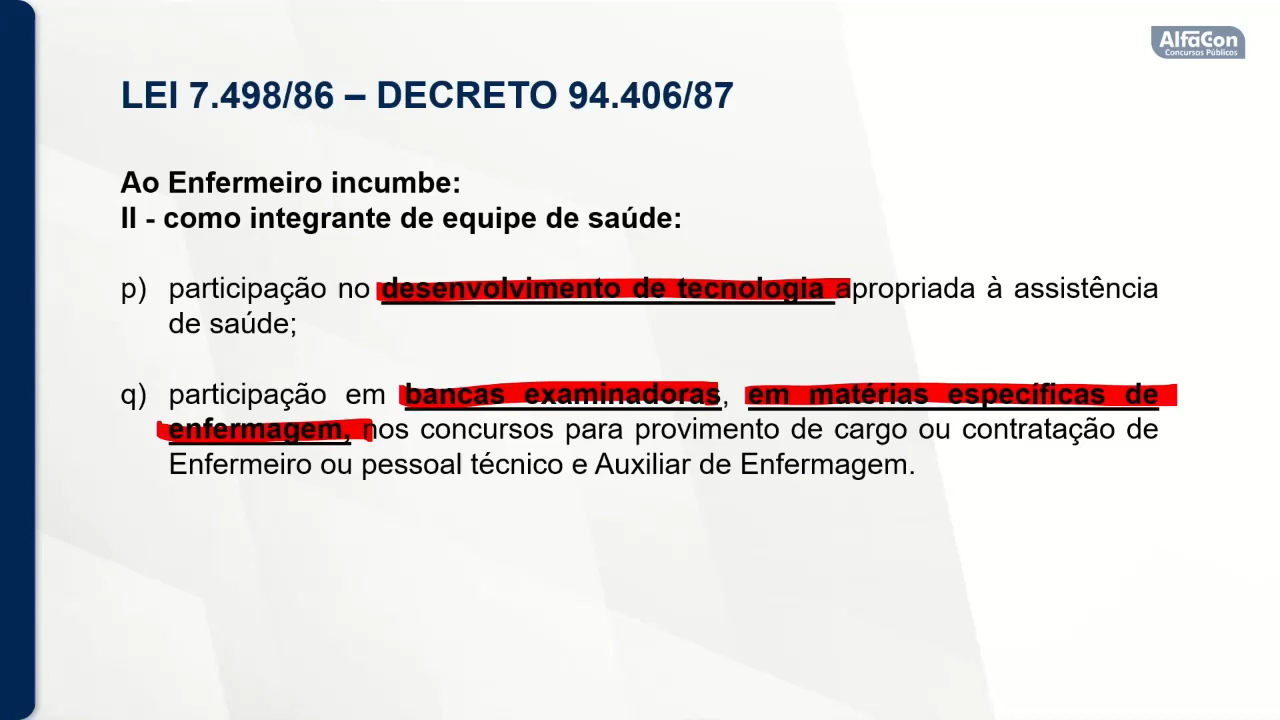 AlfaCon
Concursos Públicos
LEI 7.498/86 – DECRETO 94.406/87
Ao Enfermeiro incumbe:
II - como integrante de equipe de saúde:
p) participação no desenvolvimento de tecnologia apropriada à assistência
de saúde;
q) participação em bancas examinadoras, em matérias específicas de
enfermagem, nos concursos para provimento de cargo ou contratação de
Enfermeiro ou pessoal técnico e Auxiliar de Enfermagem.